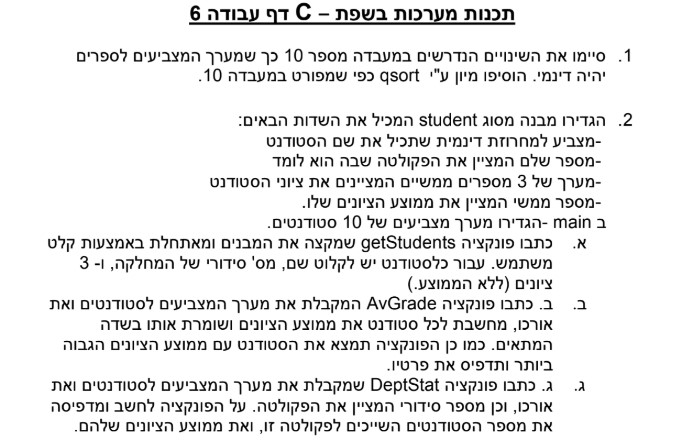 תכנות מערכות בשפת C – דף עבודה 6
1. סיימו את השינויים הנדרשים במעבדה מספר 10 כך שמערך המצביעים לספרים
יהיה דינמי. הוסיפו מיון ע"י qsort כפי שמפורט במעבדה 10.
2. הגדירו מבנה מסוג student המכיל את השדות הבאים:
-מצביע למחרוזת דינמית שתכיל את שם הסטודנט
-מספר שלם המציין את הפקולטה שבה הוא לומד
-מערך של 3 מספרים ממשיים המציינים את ציוני הסטודנט
-מספר ממשי המציין את ממוצע הציונים שלו.
ב main -הגדירו מערך מצביעים של 10 סטודנטים.
א. כתבו פונקציה getStudents שמקצה את המבנים ומאתחלת באמצעות קלט
משתמש. עבור כלסטודנט יש לקלוט שם, מס' סידורי של המחלקה, ו- 3
ציונים (ללא הממוצע.)
ב. ב. כתבו פונקציה AvGrade המקבלת את מערך המצביעים לסטודנטים ואת
אורכו, מחשבת לכל סטודנט את ממוצע הציונים ושומרת אותו בשדה
המתאים. כמו כן הפונקציה תמצא את הסטודנט עם ממוצע הציונים הגבוה
ביותר ותדפיס את פרטיו.
ג. ג. כתבו פונקציה DeptStat שמקבלת את מערך המצביעים לסטודנטים ואת
אורכו, וכן מספר סידורי המציין את הפקולטה. על הפונקציה לחשב ומדפיסה
את מספר הסטודנטים השייכים לפקולטה זו, ואת ממוצע הציונים שלהם.